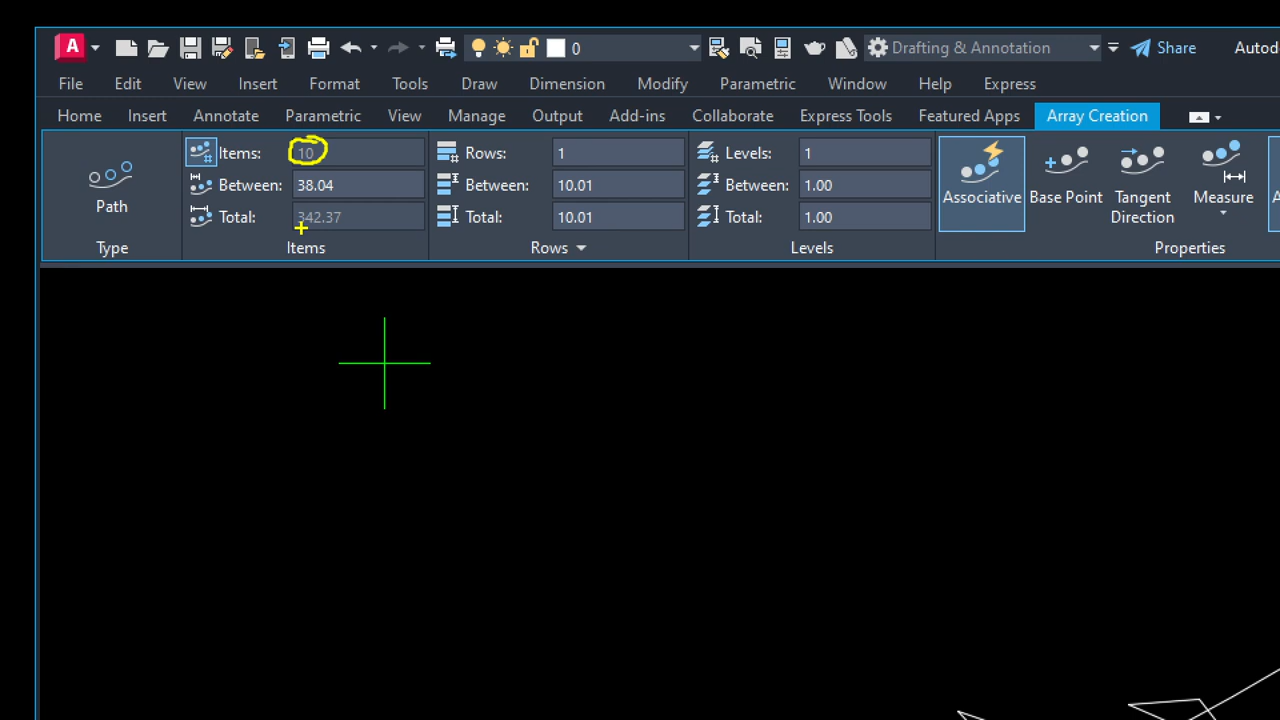 A 0 Drafting & Annotation Share Autod
File Edit View Insert Format Tools Draw Dimension Modify Parametric Window Help Express
Home Insert Annotate Parametric View Manage Output Add-ins Collaborate Express Tools Featured Apps Array Creation
Items: 10 Rows: 1 Levels: 1
Between: 38.04 Between: 10.01 Between: 1.00
Total: 342.37 Total: 10.01 Total: 1.00
Path
Associative Base Point Tangent Direction Measure A
Type Items Rows Levels Properties